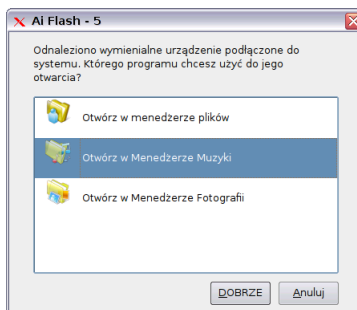 Ai Flash - 5
Odnaleziono wymienialne urządzenie podłączone do
systemu. Którego programu chcesz użyć do jego
otwarcia?
Otwórz w menedżerze plików
Otwórz w Menedżerze Muzyki
Otwórz w Menedżerze Fotografii
DOBRZE Anuluj